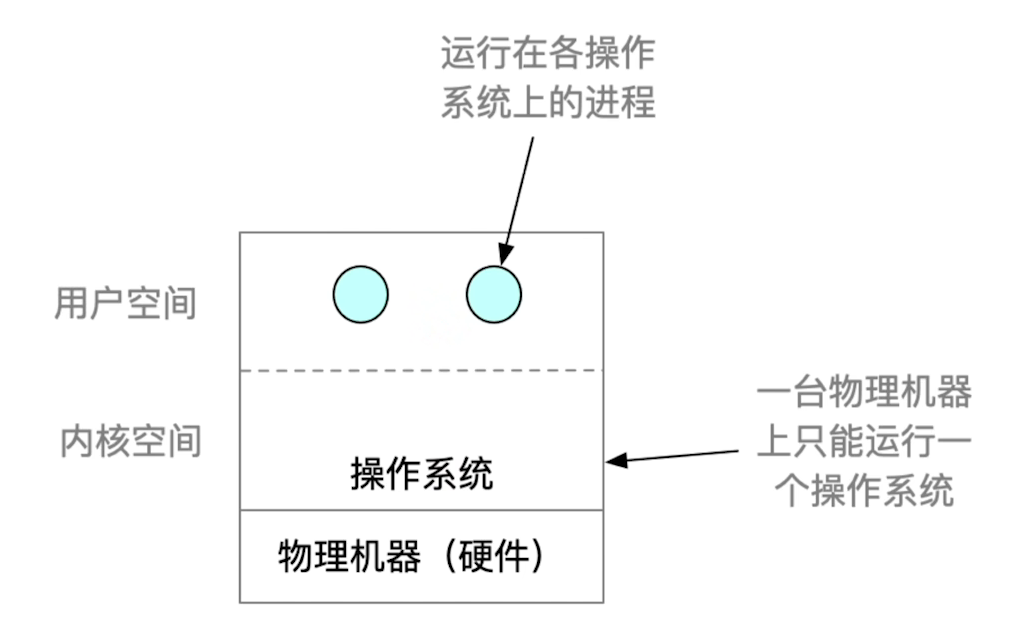 运行在各操作
系统上的进程
用户空间
内核空间
一台物理机器
上只能运行一
个操作系统
操作系统
物理机器（硬件）